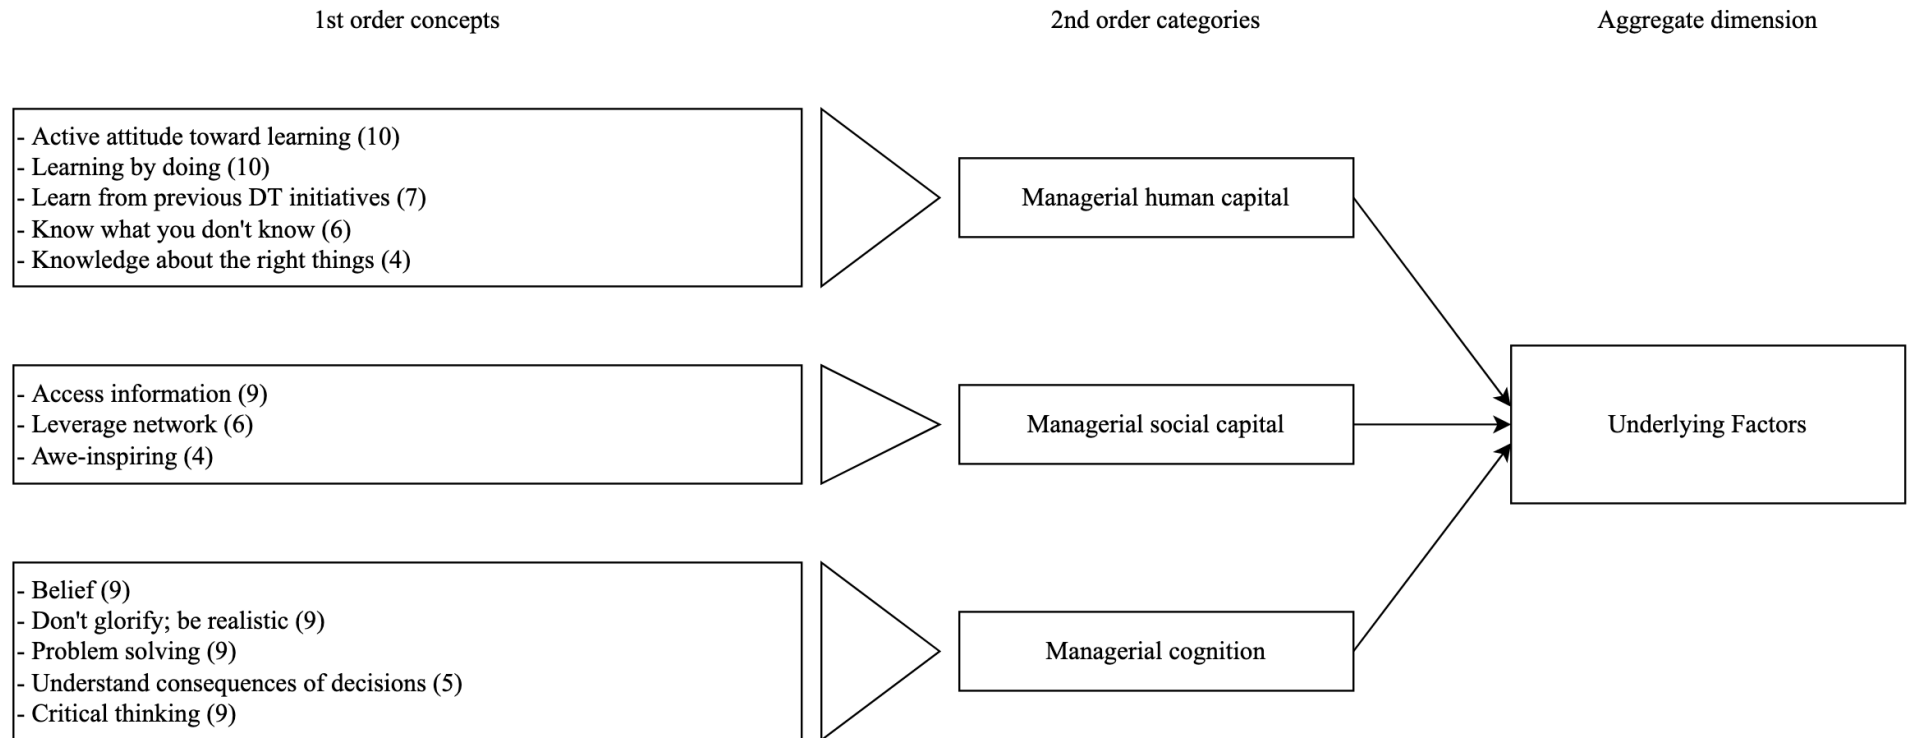 1st order concepts
2nd order categories
Aggregate dimension
- Active attitude toward learning (10)
- Learning by doing (10)
- Learn from previous DT initiatives (7)
- Know what you don't know (6)
- Knowledge about the right things (4)
Managerial human capital
- Access information (9)
- Leverage network (6)
- Awe-inspiring (4)
Managerial social capital
Underlying Factors
- Belief (9)
- Don't glorify; be realistic (9)
- Problem solving (9)
- Understand consequences of decisions (5)
- Critical thinking (9)
Managerial cognition